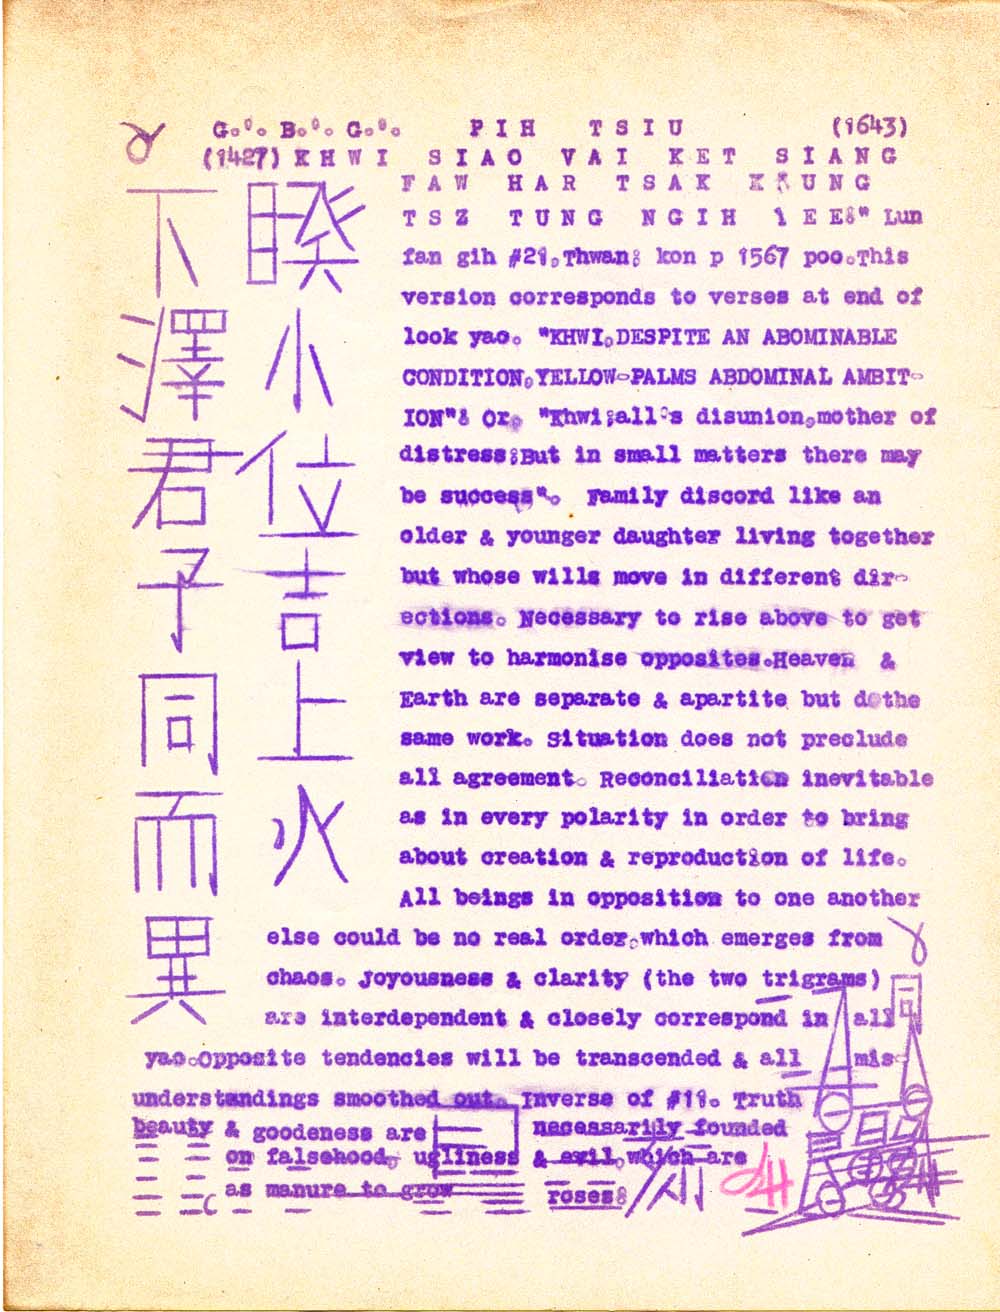 G.°. B.°. G.°. PIH TSIU (1643)
(1427) KHWI SIAO VAI KET SIANG
FAW HAR TSAK KRUNG
TSZ TUNG NGIH IEE:" Lun
fan gih #21,Thwan: kon p 1567 poo.This
version corresponds to verses at end of
look yao. "KHWI,DESPITE AN ABOMINABLE
CONDITION,YELLOW-PALMS ABDOMINAL AMBIT-
ION": Or, "Khwi;all's disunion,mother of
distress;But in small matters there may
be success". Family discord like an
older & younger daughter living together
but whose wills move in different dir-
ections. Necessary to rise above to get
view to harmonise opposites.Heaven &
Earth are separate & apartite but do the
same work. Situation does not preclude
all agreement. Reconciliation inevitable
as in every polarity in order to bring
about creation & reproduction of life.
All beings in opposition to one another
else could be no real order,which emerges from
chaos. Joyousness & clarity (the two trigrams)
are interdependent & closely correspond in all
yao.Opposite tendencies will be transcended & all mis-
understandings smoothed out. Inverse of #11. Truth
beauty & goodeness are necessarily founded
on falsehood, ugliness & evil,which are
as manure to grow roses:
睽小位吉上火
下澤君子同而異